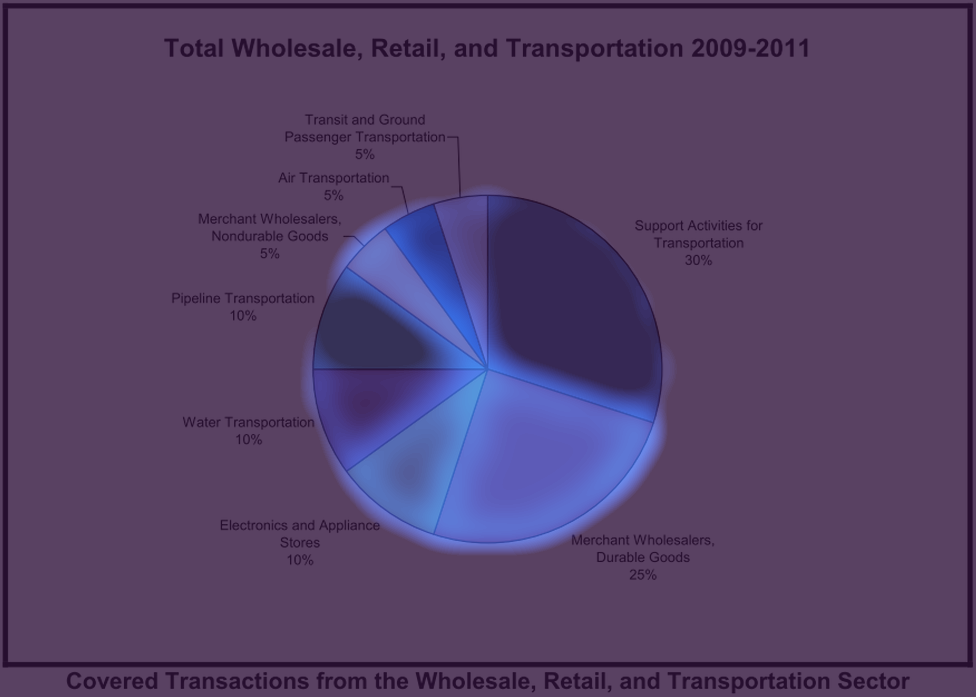 Total Wholesale, Retail, and Transportation 2009-2011
Transit and Ground
Passenger Transportation
5%
Air Transportation
5%
Merchant Wholesalers,
Nondurable Goods
5%
Pipeline Transportation
10%
Water Transportation
10%
Electronics and Appliance
Stores
10%
Support Activities for
Transportation
30%
Merchant Wholesalers,
Durable Goods
25%
Covered Transactions from the Wholesale, Retail, and Transportation Sector